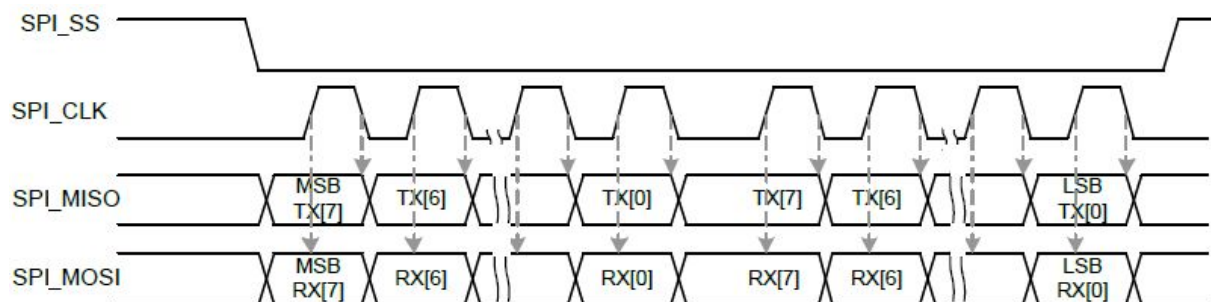 SPI_SS
SPI_CLK
SPI_MISO
MSB
TX[7]
TX[6]
TX[0]
TX[7]
TX[6]
LSB
TX[0]
SPI_MOSI
MSB
RX[7]
RX[6]
RX[0]
RX[7]
RX[6]
LSB
RX[0]